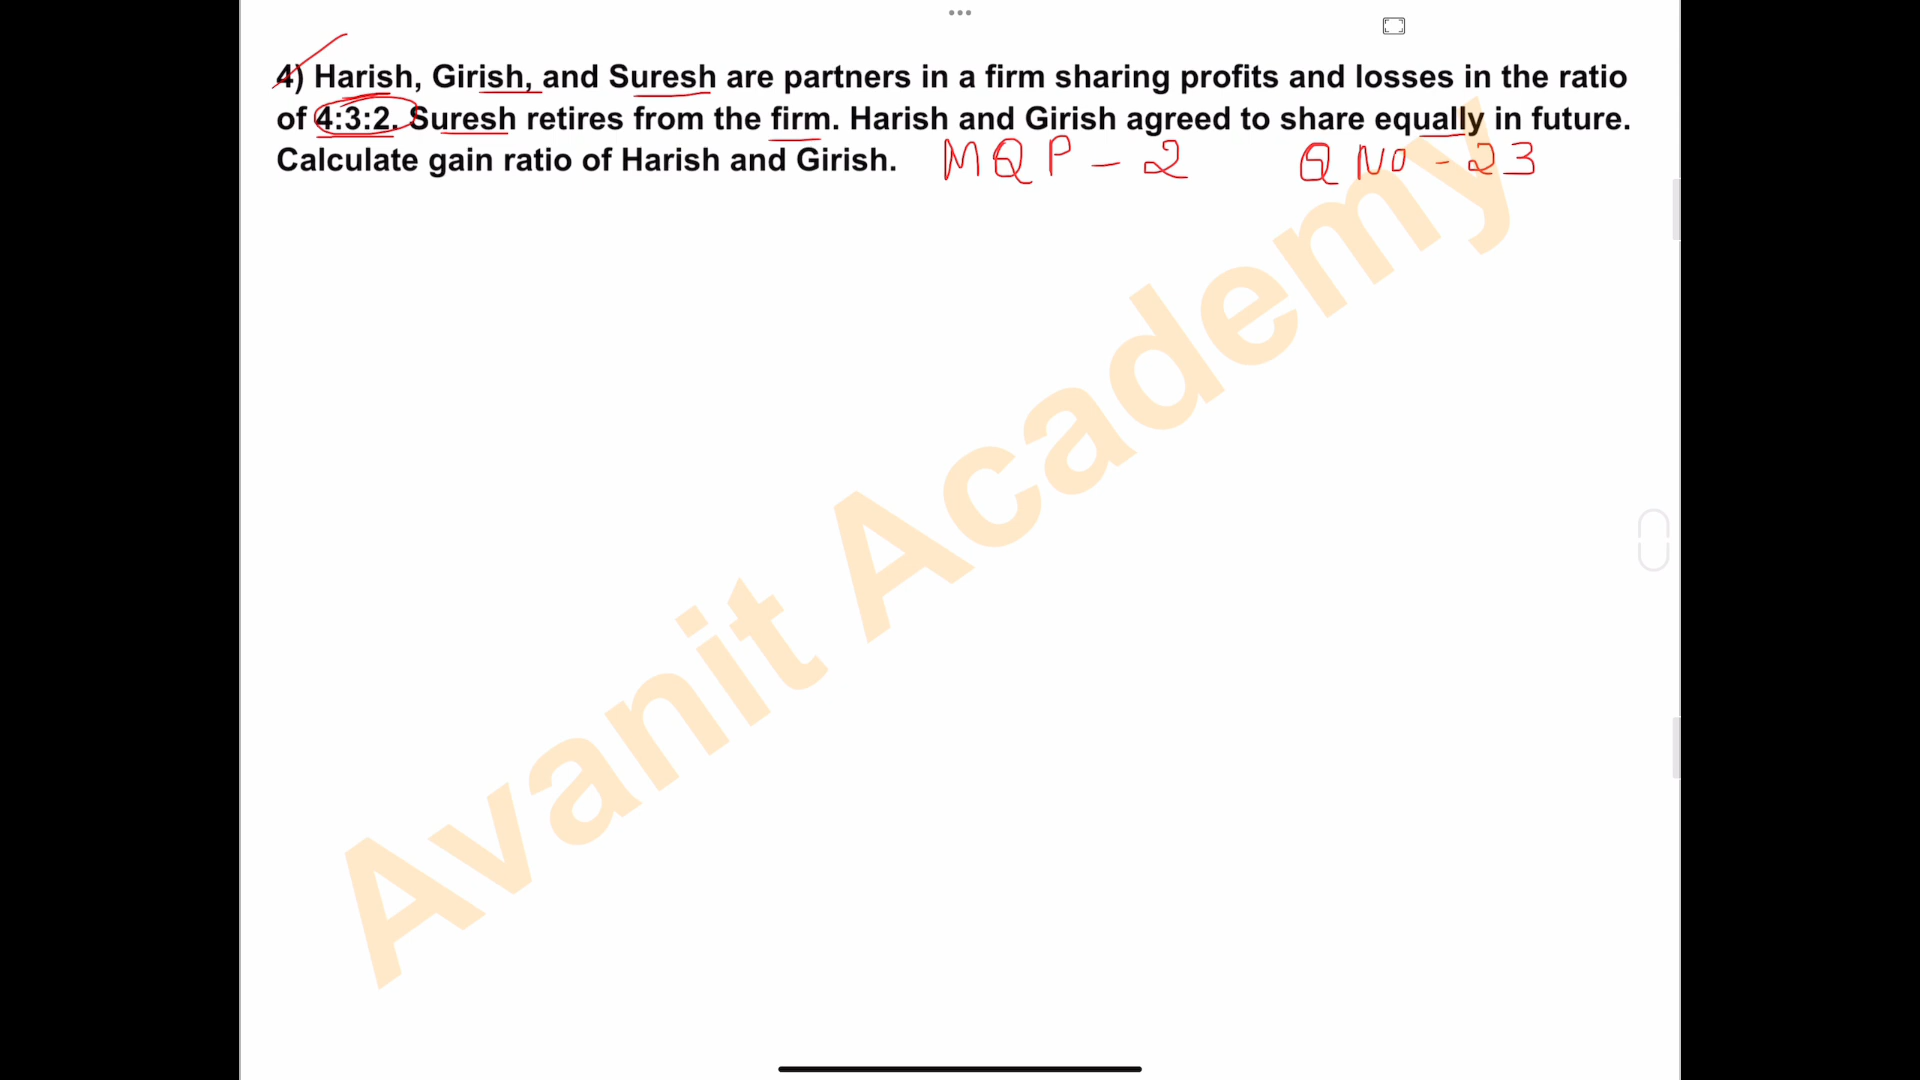 4) Harish, Girish, and Suresh are partners in a firm sharing profits and losses in the ratio
of 4:3:2. Suresh retires from the firm. Harish and Girish agreed to share equally in future.
Calculate gain ratio of Harish and Girish. MQP - 2 Q NO - 23
Avanit Academy